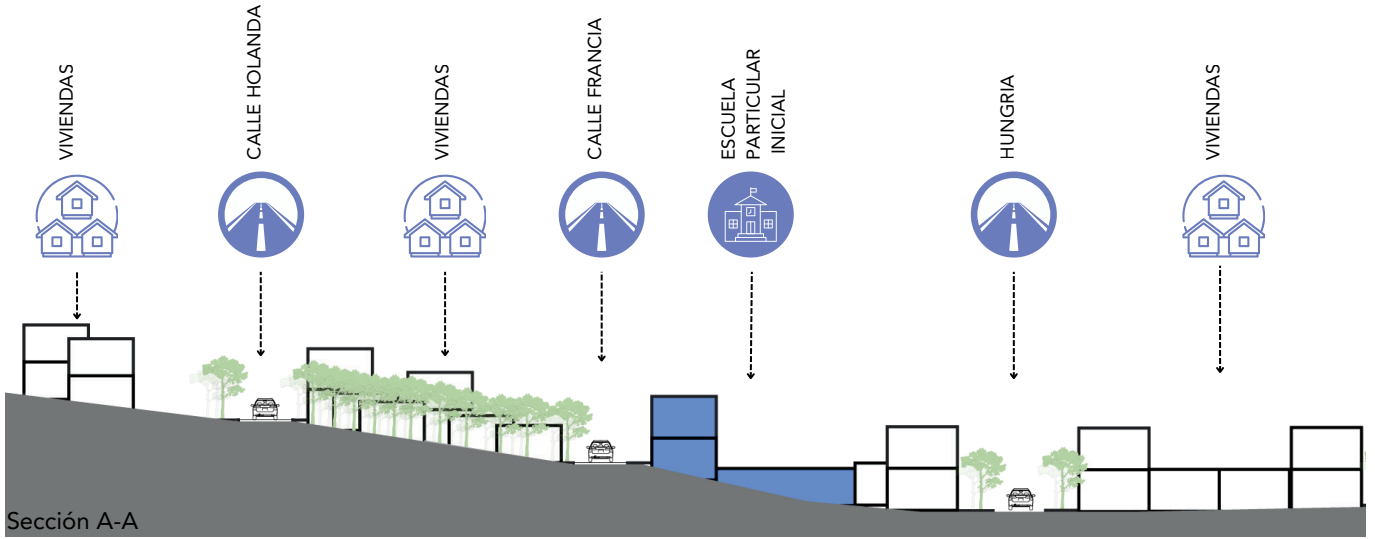 VIVIENDAS
CALLE HOLANDA
VIVIENDAS
CALLE FRANCIA
ESCUELA
PARTICULAR
INICIAL
HUNGRIA
VIVIENDAS
Sección A-A